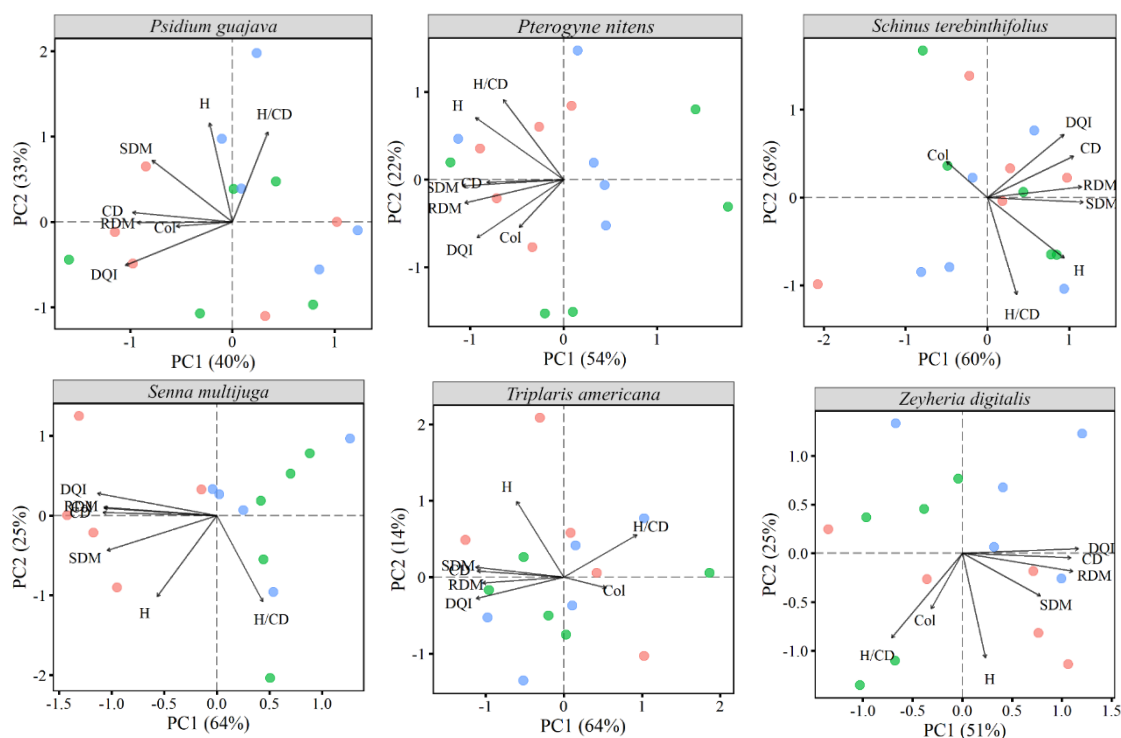 Psidium guajava
H
H/CD
SDM
CD
RDM
Col
DQI
1
0
-1
PC2 (33%)
-1
0
1
PC1 (40%)
Pterogyne nitens
H/CD
H
SDM
CD
RDM
DQI
Col
1
0
-1
PC2 (22%)
-1
0
1
PC1 (54%)
Schinus terebinthifolius
DQI
CD
Col
RDM
SDM
H
H/CD
1
0
-1
PC2 (26%)
-2
-1
0
1
PC1 (60%)
Senna multijuga
DQI
RDM
CD
SDM
H
H/CD
1
0
-1
-2
PC2 (25%)
-1.5
-1.0
-0.5
0.0
0.5
1.0
PC1 (64%)
Triplaris americana
H
H/CD
SDM
CD
RDM
Col
DQI
2
1
0
-1
PC2 (14%)
-1
0
1
2
PC1 (64%)
Zeyheria digitalis
DQI
CD
RDM
SDM
Col
H/CD
H
1.0
0.5
0.0
-0.5
-1.0
PC2 (25%)
-1.0
-0.5
0.0
0.5
1.0
1.5
PC1 (51%)